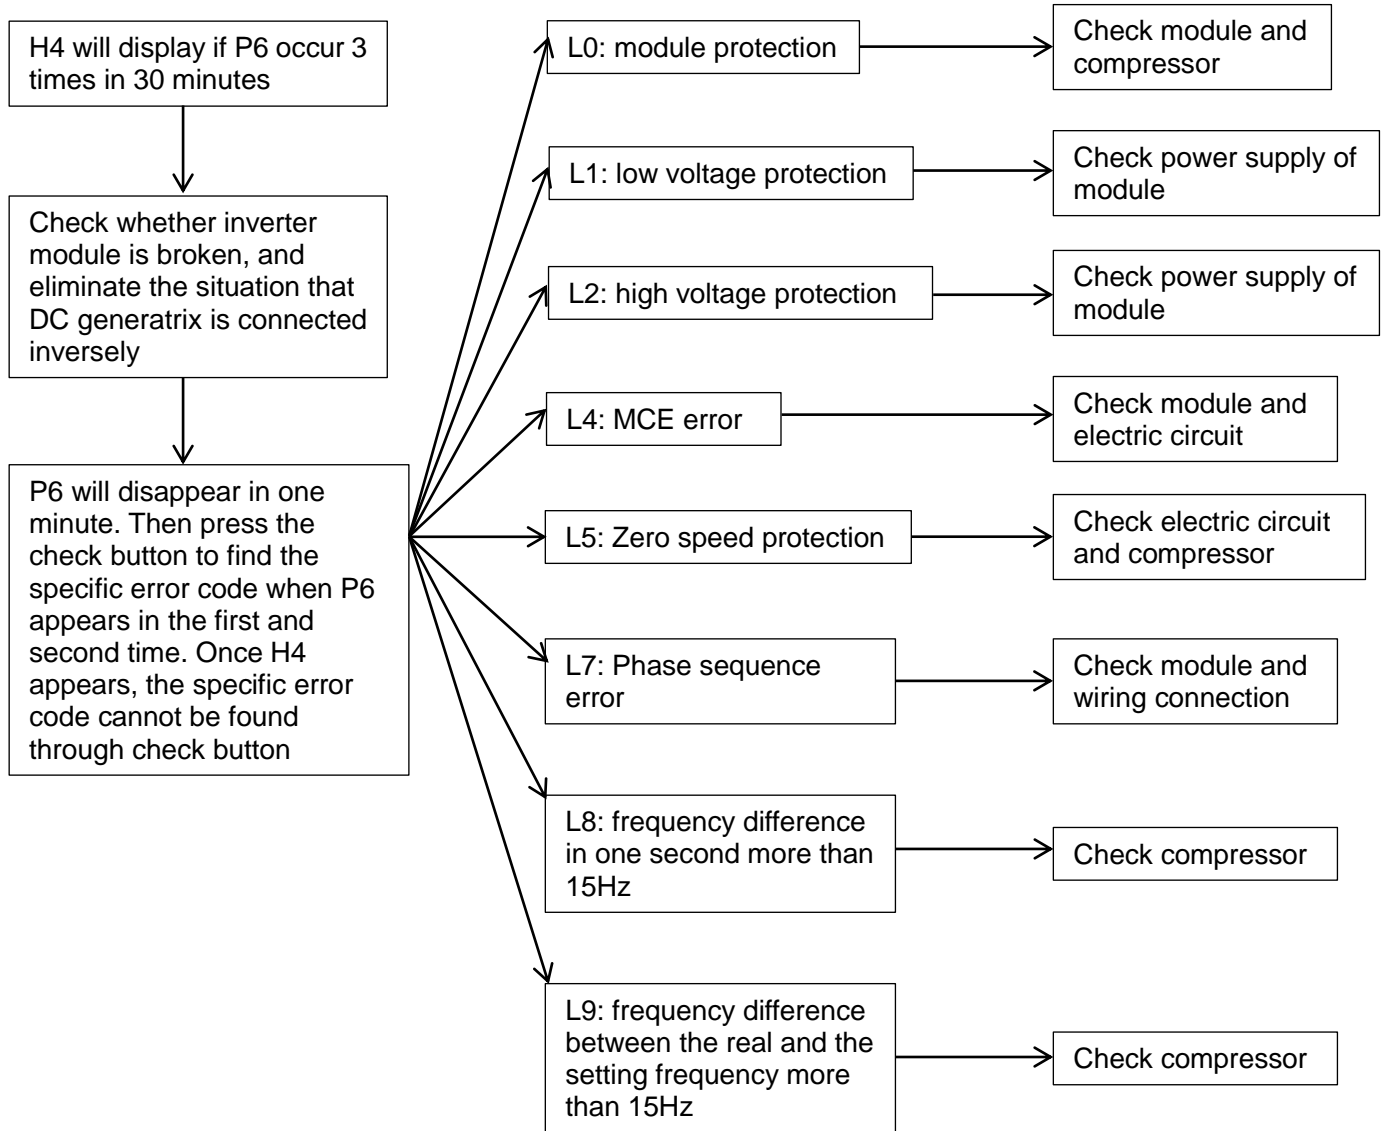 H4 will display if P6 occur 3
times in 30 minutes
Check whether inverter
module is broken, and
eliminate the situation that
DC generatrix is connected
inversely
P6 will disappear in one
minute. Then press the
check button to find the
specific error code when P6
appears in the first and
second time. Once H4
appears, the specific error
code cannot be found
through check button
L0: module protection
Check module and
compressor
L1: low voltage protection
Check power supply of
module
L2: high voltage protection
Check power supply of
module
L4: MCE error
Check module and
electric circuit
L5: Zero speed protection
Check electric circuit
and compressor
L7: Phase sequence
error
Check module and
wiring connection
L8: frequency difference
in one second more than
15Hz
Check compressor
L9: frequency difference
between the real and the
setting frequency more
than 15Hz
Check compressor